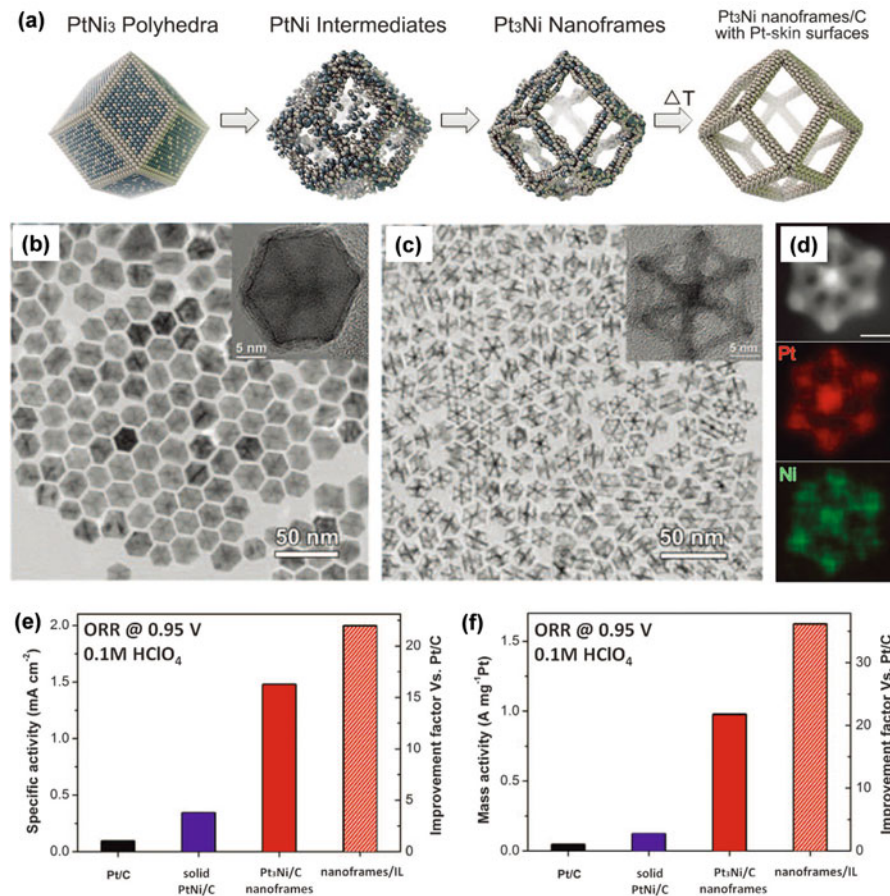 (a)
PtNi₃ Polyhedra
PtNi Intermediates
Pt₃Ni Nanoframes
Pt₃Ni nanoframes/C
with Pt-skin surfaces
ΔT
(b)
5 nm
50 nm
(c)
5 nm
50 nm
(d)
Pt
Ni
(e)
ORR @ 0.95 V
0.1M HClO₄
Specific activity (mA cm⁻²)
2.0
1.5
1.0
0.5
0.0
Improvement factor Vs. Pt/C
20
15
10
5
0
Pt/C
solid
PtNi/C
Pt₃Ni/C
nanoframes
nanoframes/IL
(f)
ORR @ 0.95 V
0.1M HClO₄
Mass activity (A mg⁻¹Pt)
1.5
1.0
0.5
0.0
Improvement factor Vs. Pt/C
30
20
10
0
Pt/C
solid
PtNi/C
Pt₃Ni/C
nanoframes
nanoframes/IL